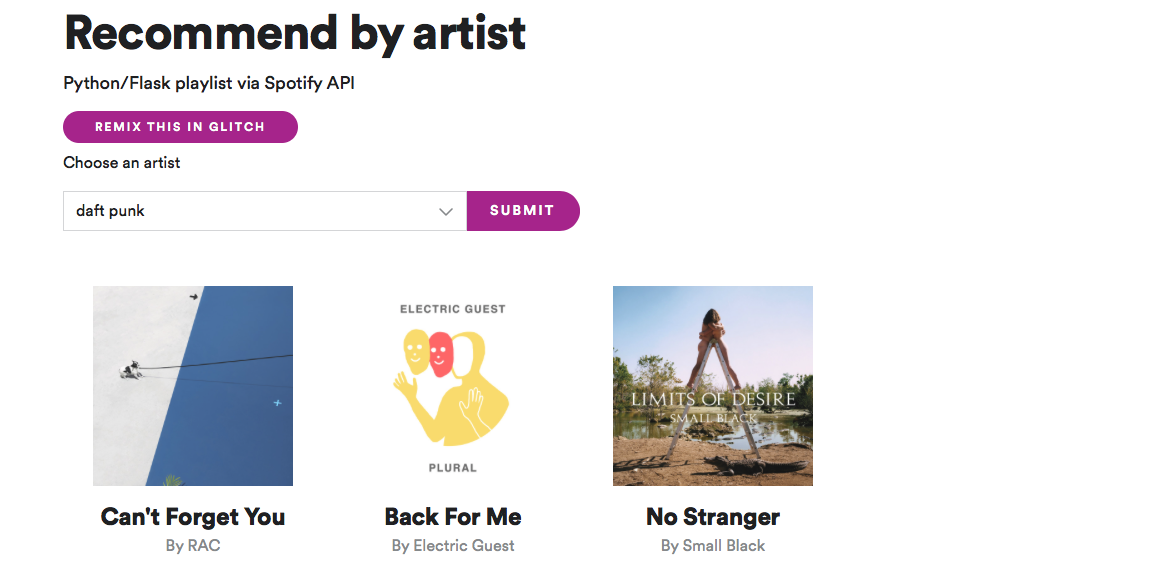 Recommend by artist
Python/Flask playlist via Spotify API
REMIX THIS IN GLITCH
Choose an artist
daft punk
SUBMIT
ELECTRIC GUEST
PLURAL
LIMITS OF DESIRE
SMALL BLACK
Can't Forget You
By RAC
Back For Me
By Electric Guest
No Stranger
By Small Black